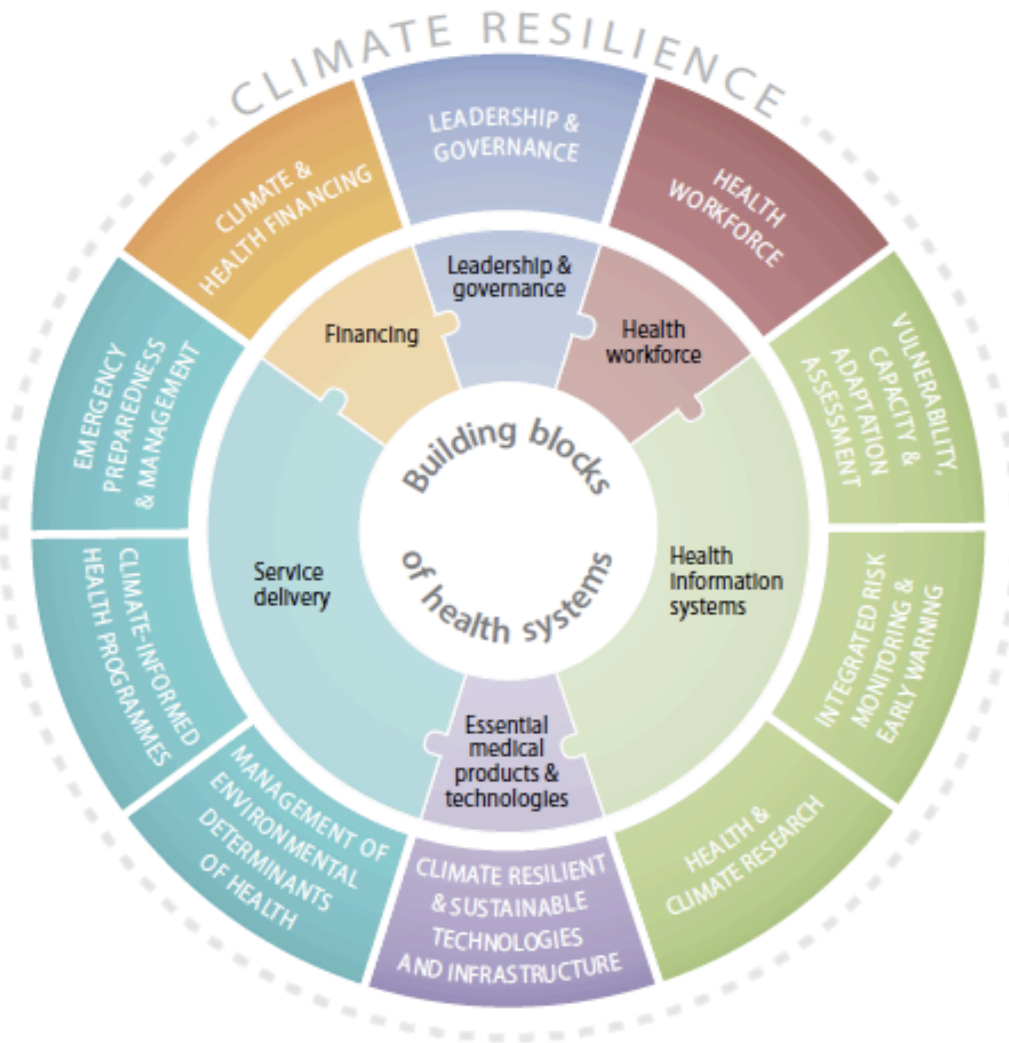 CLIMATE RESILIENCE
LEADERSHIP &
GOVERNANCE
HEALTH
WORKFORCE
VULNERABILITY,
CAPACITY &
ADAPTATION
ASSESSMENT
INTEGRATED RISK
MONITORING &
EARLY WARNING
HEALTH &
CLIMATE RESEARCH
CLIMATE RESILIENT
& SUSTAINABLE
TECHNOLOGIES
AND INFRASTRUCTURE
MANAGEMENT OF
ENVIRONMENTAL
DETERMINANTS
OF HEALTH
CLIMATE-INFORMED
HEALTH PROGRAMMES
EMERGENCY
PREPAREDNESS
& MANAGEMENT
CLIMATE &
HEALTH FINANCING
Leadership &
governance
Health
workforce
Health
information
systems
Essential
medical
products &
technologies
Service
delivery
Financing
Building blocks
of health systems